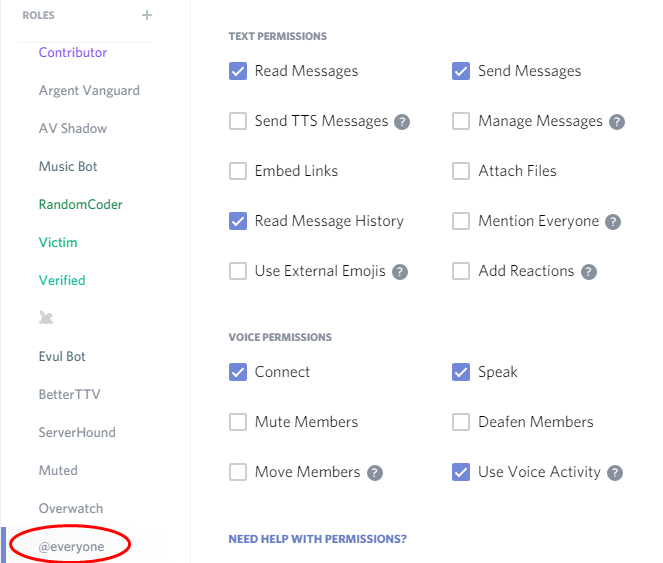 ROLES
Contributor
Argent Vanguard
AV Shadow
Music Bot
RandomCoder
Victim
Verified
Evul Bot
BetterTTV
ServerHound
Muted
Overwatch
@everyone
TEXT PERMISSIONS
Read Messages
Send Messages
Send TTS Messages ?
Manage Messages ?
Embed Links
Attach Files
Read Message History
Mention Everyone ?
Use External Emojis ?
Add Reactions ?
VOICE PERMISSIONS
Connect
Speak
Mute Members
Deafen Members
Move Members ?
Use Voice Activity ?
NEED HELP WITH PERMISSIONS?